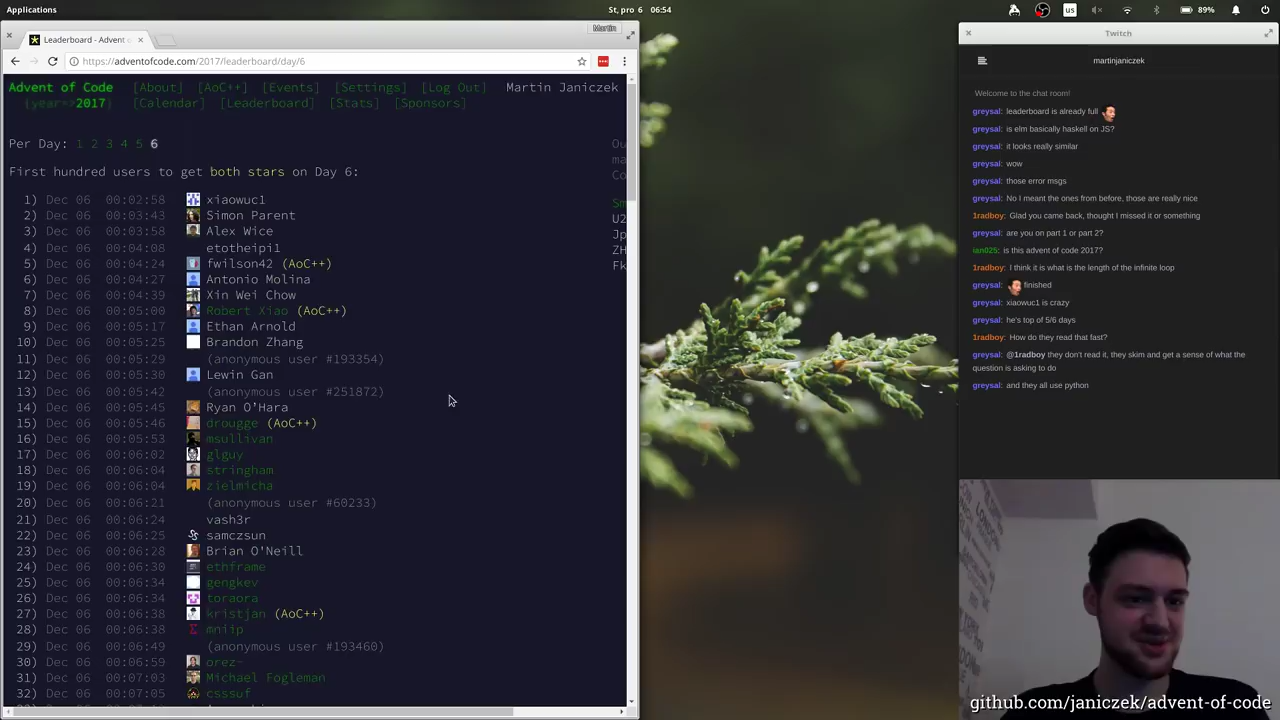 Applications
St, pro 6 06:54
us
89%
Martin
Leaderboard - Advent o
https://adventofcode.com/2017/leaderboard/day/6
Advent of Code [About] [AoC++] [Events] [Settings] [Log Out] Martin Janiczek
{year=>2017} [Calendar] [Leaderboard] [Stats] [Sponsors]
Per Day: 1 2 3 4 5 6
Ou
ma
Co
First hundred users to get both stars on Day 6:
1) Dec 06 00:02:58 xiaowuc1
2) Dec 06 00:03:43 Simon Parent
3) Dec 06 00:03:58 Alex Wice
4) Dec 06 00:04:08 etotheipi1
5) Dec 06 00:04:24 fwilson42 (AoC++)
6) Dec 06 00:04:27 Antonio Molina
7) Dec 06 00:04:39 Xin Wei Chow
8) Dec 06 00:05:00 Robert Xiao (AoC++)
9) Dec 06 00:05:17 Ethan Arns
10) Dec 06 00:05:25 Brandon Zhang
11) Dec 06 00:05:29 (anonymous user #193354)
12) Dec 06 00:05:30 Lewin Gan
13) Dec 06 00:05:42 (anonymous user #251872)
14) Dec 06 00:05:45 Ryan O'Hara
15) Dec 06 00:05:46 drougge (AoC++)
16) Dec 06 00:05:53 msullivan
17) Dec 06 00:06:02 glguy
18) Dec 06 00:06:04 stringham
19) Dec 06 00:06:04 zielmicha
20) Dec 06 00:06:21 (anonymous user #60233)
21) Dec 06 00:06:24 vash3r
22) Dec 06 00:06:25 samczsun
23) Dec 06 00:06:28 Brian O'Neill
24) Dec 06 00:06:30 ethframe
25) Dec 06 00:06:34 gengkev
26) Dec 06 00:06:34 toraora
27) Dec 06 00:06:38 kristjan (AoC++)
28) Dec 06 00:06:38 mniip
29) Dec 06 00:06:49 (anonymous user #193460)
30) Dec 06 00:06:59 orez-
31) Dec 06 00:07:03 Michael Fogleman
32) Dec 06 00:07:05 csssuf
Twitch
martinjaniczek
Welcome to the chat room!
greysal: leaderboard is already full
greysal: is elm basically haskell on JS?
greysal: it looks really similar
greysal: wow
greysal: those error msgs
greysal: No I meant the ones from before, those are really nice
1radboy: Glad you came back, thought I missed it or something
greysal: are you on part 1 or part 2?
ian025: is this advent of code 2017?
1radboy: I think it is what is the length of the infinite loop
greysal: finished
greysal: xiaowuc1 is crazy
greysal: he's top of 5/6 days
1radboy: How do they read that fast?
greysal: @1radboy they don't read it, they skim and get a sense of what the
question is asking to do
greysal: and they all use python
github.com/janiczek/advent-of-code